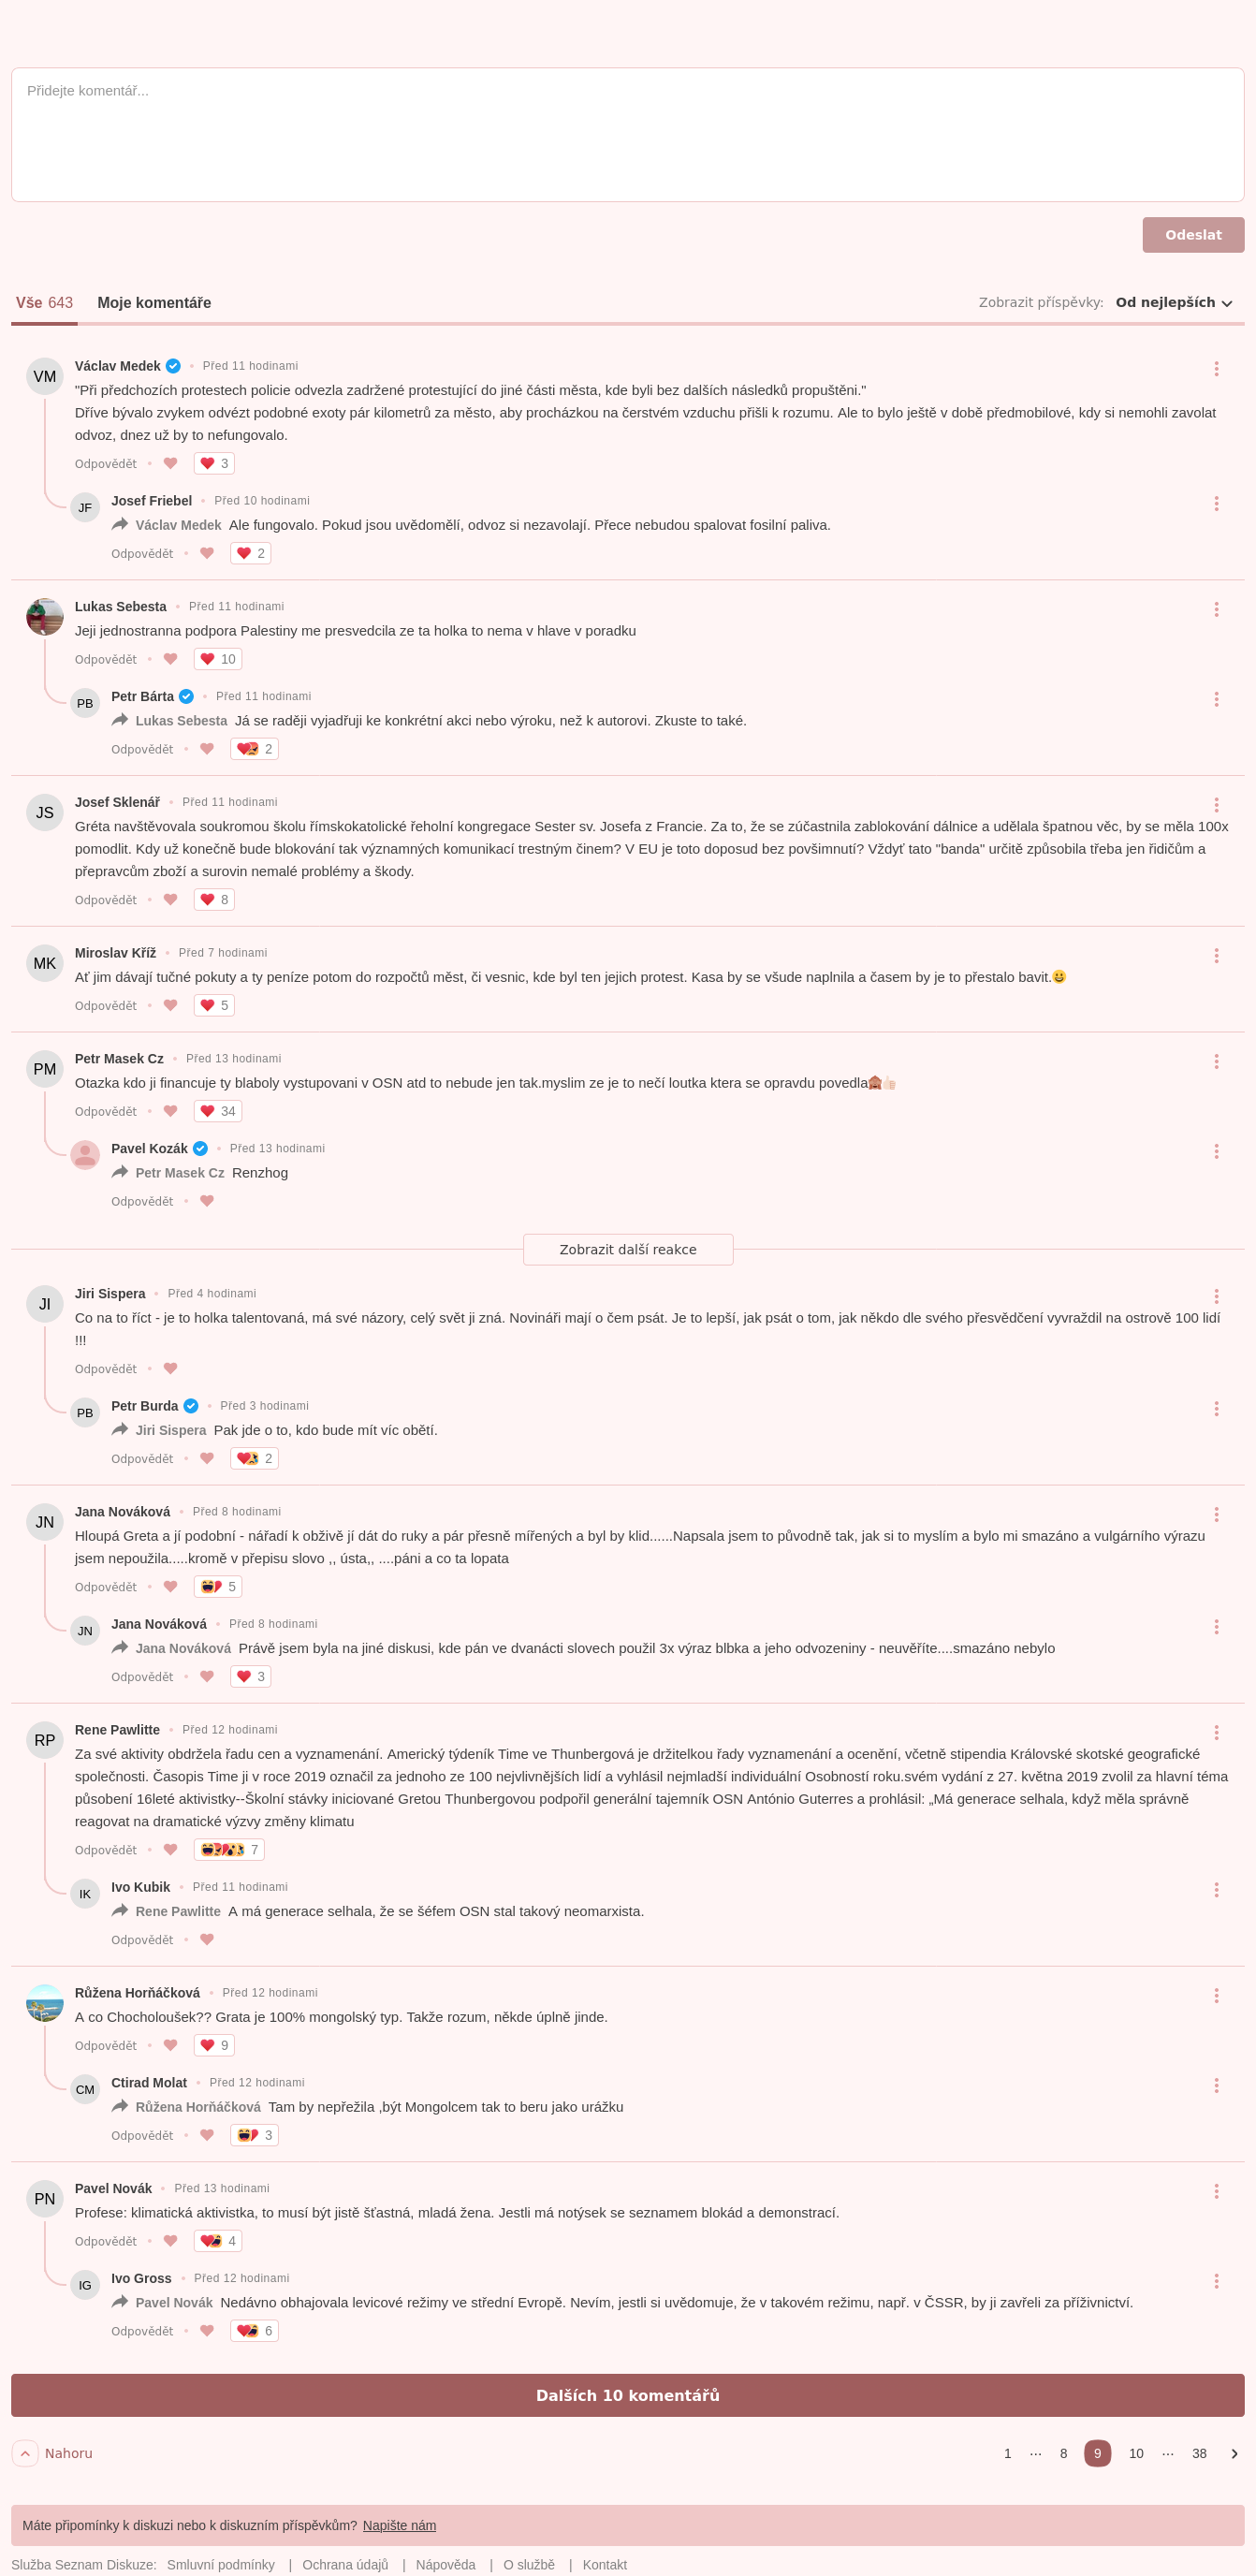 Přidejte komentář...
Odeslat
Vše 643 Moje komentáře Zobrazit příspěvky: Od nejlepších
VM Václav Medek • Před 11 hodinami
"Při předchozích protestech policie odvezla zadržené protestující do jiné části města, kde byli bez dalších následků propuštěni."
Dříve bývalo zvykem odvézt podobné exoty pár kilometrů za město, aby procházkou na čerstvém vzduchu přišli k rozumu. Ale to bylo ještě v době předmobilové, kdy si nemohli zavolat
odvoz, dnez už by to nefungovalo.
Odpovědět • 3
JF Josef Friebel • Před 10 hodinami
Václav Medek Ale fungovalo. Pokud jsou uvědomělí, odvoz si nezavolají. Přece nebudou spalovat fosilní paliva.
Odpovědět • 2
Lukas Sebesta • Před 11 hodinami
Jeji jednostranna podpora Palestiny me presvedcila ze ta holka to nema v hlave v poradku
Odpovědět • 10
PB Petr Bárta • Před 11 hodinami
Lukas Sebesta Já se raději vyjadřuji ke konkrétní akci nebo výroku, než k autorovi. Zkuste to také.
Odpovědět • 2
JS Josef Sklenář • Před 11 hodinami
Gréta navštěvovala soukromou školu římskokatolické řeholní kongregace Sester sv. Josefa z Francie. Za to, že se zúčastnila zablokování dálnice a udělala špatnou věc, by se měla 100x
pomodlit. Kdy už konečně bude blokování tak významných komunikací trestným činem? V EU je toto doposud bez povšimnutí? Vždyť tato "banda" určitě způsobila třeba jen řidičům a
přepravcům zboží a surovin nemalé problémy a škody.
Odpovědět • 8
MK Miroslav Kříž • Před 7 hodinami
Ať jim dávají tučné pokuty a ty peníze potom do rozpočtů měst, či vesnic, kde byl ten jejich protest. Kasa by se všude naplnila a časem by je to přestalo bavit.😀
Odpovědět • 5
PM Petr Masek Cz • Před 13 hodinami
Otazka kdo ji financuje ty blaboly vystupovani v OSN atd to nebude jen tak.myslim ze je to nečí loutka ktera se opravdu povedla🙈👍🏻
Odpovědět • 34
Pavel Kozák • Před 13 hodinami
Petr Masek Cz Renzhog
Odpovědět •
Zobrazit další reakce
JI Jiri Sispera • Před 4 hodinami
Co na to říct - je to holka talentovaná, má své názory, celý svět ji zná. Novináři mají o čem psát. Je to lepší, jak psát o tom, jak někdo dle svého přesvědčení vyvraždil na ostrově 100 lidí
!!!
Odpovědět •
PB Petr Burda • Před 3 hodinami
Jiri Sispera Pak jde o to, kdo bude mít víc obětí.
Odpovědět • 2
JN Jana Nováková • Před 8 hodinami
Hloupá Greta a jí podobní - nářadí k obživě jí dát do ruky a pár přesně mířených a byl by klid......Napsala jsem to původně tak, jak si to myslím a bylo mi smazáno a vulgárního výrazu
jsem nepoužila.....kromě v přepisu slovo ,, ústa,, ....páni a co ta lopata
Odpovědět • 5
JN Jana Nováková • Před 8 hodinami
Jana Nováková Právě jsem byla na jiné diskusi, kde pán ve dvanácti slovech použil 3x výraz blbka a jeho odvozeniny - neuvěříte....smazáno nebylo
Odpovědět • 3
RP Rene Pawlitte • Před 12 hodinami
Za své aktivity obdržela řadu cen a vyznamenání. Americký týdeník Time ve Thunbergová je držitelkou řady vyznamenání a ocenění, včetně stipendia Královské skotské geografické
společnosti. Časopis Time ji v roce 2019 označil za jednoho ze 100 nejvlivnějších lidí a vyhlásil nejmladší individuální Osobností roku.svém vydání z 27. května 2019 zvolil za hlavní téma
působení 16leté aktivistky--Školní stávky iniciované Gretou Thunbergovou podpořil generální tajemník OSN António Guterres a prohlásil: „Má generace selhala, když měla správně
reagovat na dramatické výzvy změny klimatu
Odpovědět • 7
IK Ivo Kubik • Před 11 hodinami
Rene Pawlitte A má generace selhala, že se šéfem OSN stal takový neomarxista.
Odpovědět •
Růžena Horňáčková • Před 12 hodinami
A co Chocholoušek?? Grata je 100% mongolský typ. Takže rozum, někde úplně jinde.
Odpovědět • 9
CM Ctirad Molat • Před 12 hodinami
Růžena Horňáčková Tam by nepřežila ,být Mongolcem tak to beru jako urážku
Odpovědět • 3
PN Pavel Novák • Před 13 hodinami
Profese: klimatická aktivistka, to musí být jistě šťastná, mladá žena. Jestli má notýsek se seznamem blokád a demonstrací.
Odpovědět • 4
IG Ivo Gross • Před 12 hodinami
Pavel Novák Nedávno obhajovala levicové režimy ve střední Evropě. Nevím, jestli si uvědomuje, že v takovém režimu, např. v ČSSR, by ji zavřeli za příživnictví.
Odpovědět • 6
Dalších 10 komentářů
Nahoru 1 ··· 8 9 10 ··· 38
Máte připomínky k diskuzi nebo k diskuzním příspěvkům? Napište nám
Služba Seznam Diskuze: Smluvní podmínky | Ochrana údajů | Nápověda | O službě | Kontakt